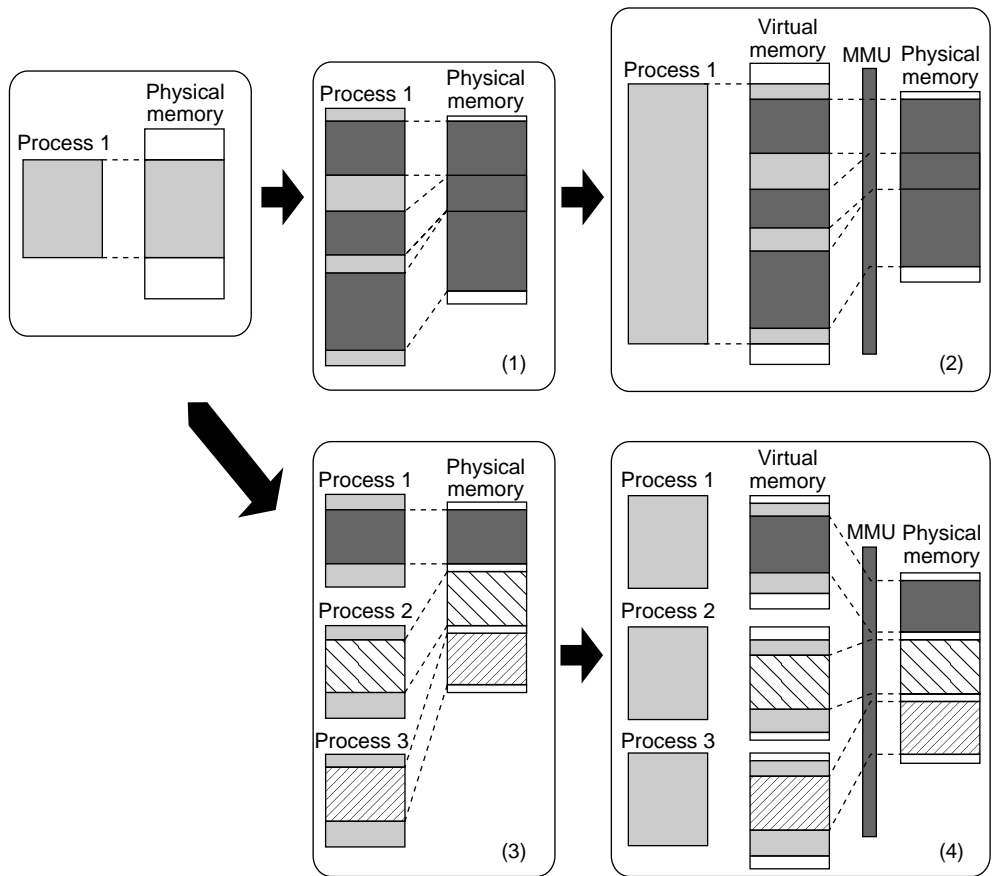 Process 1
Physical
memory
Process 1
Physical
memory
(1)
Process 1
Virtual
memory
MMU
Physical
memory
(2)
Process 1
Physical
memory
Process 2
Process 3
(3)
Process 1
Virtual
memory
MMU
Physical
memory
Process 2
Process 3
(4)